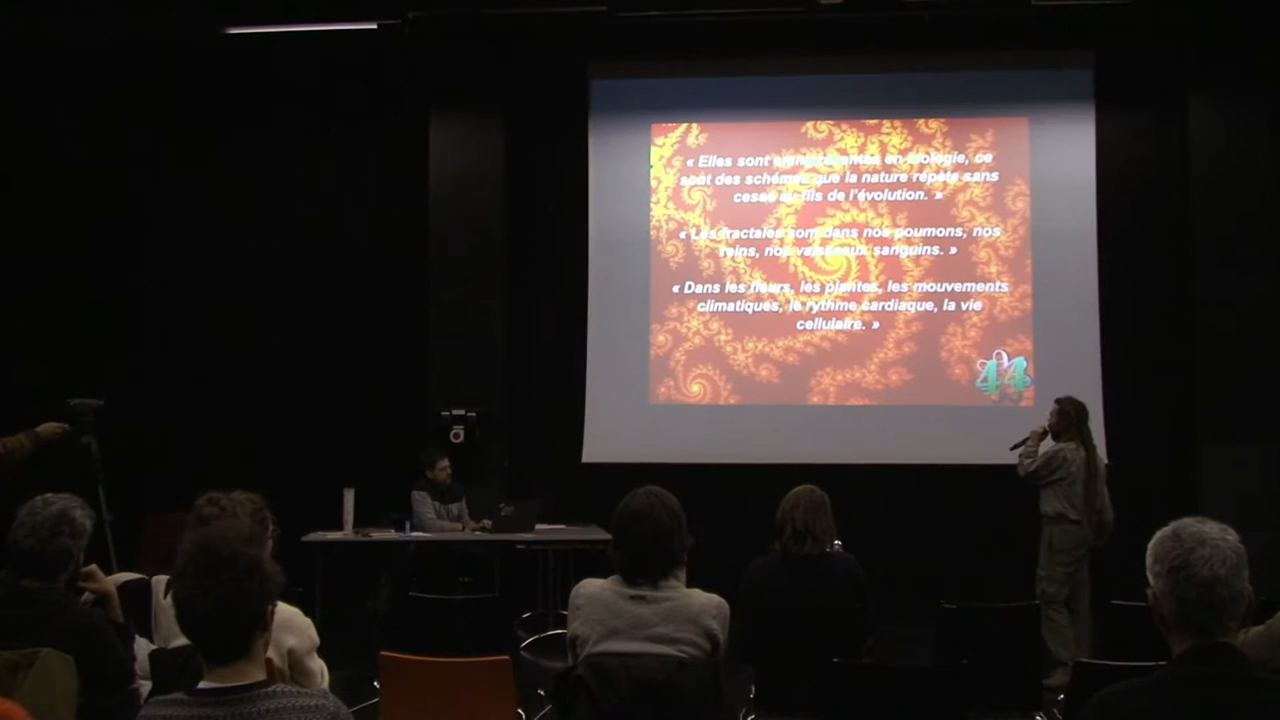 « Elles sont omniprésentes en biologie, ce
sont des schémas que la nature répète sans
cesse au fils de l'évolution. »
« Les fractales sont dans nos poumons, nos
reins, nos vaisseaux sanguins. »
« Dans les fleurs, les plantes, les mouvements
climatiques, le rythme cardiaque, la vie
cellulaire. »
44